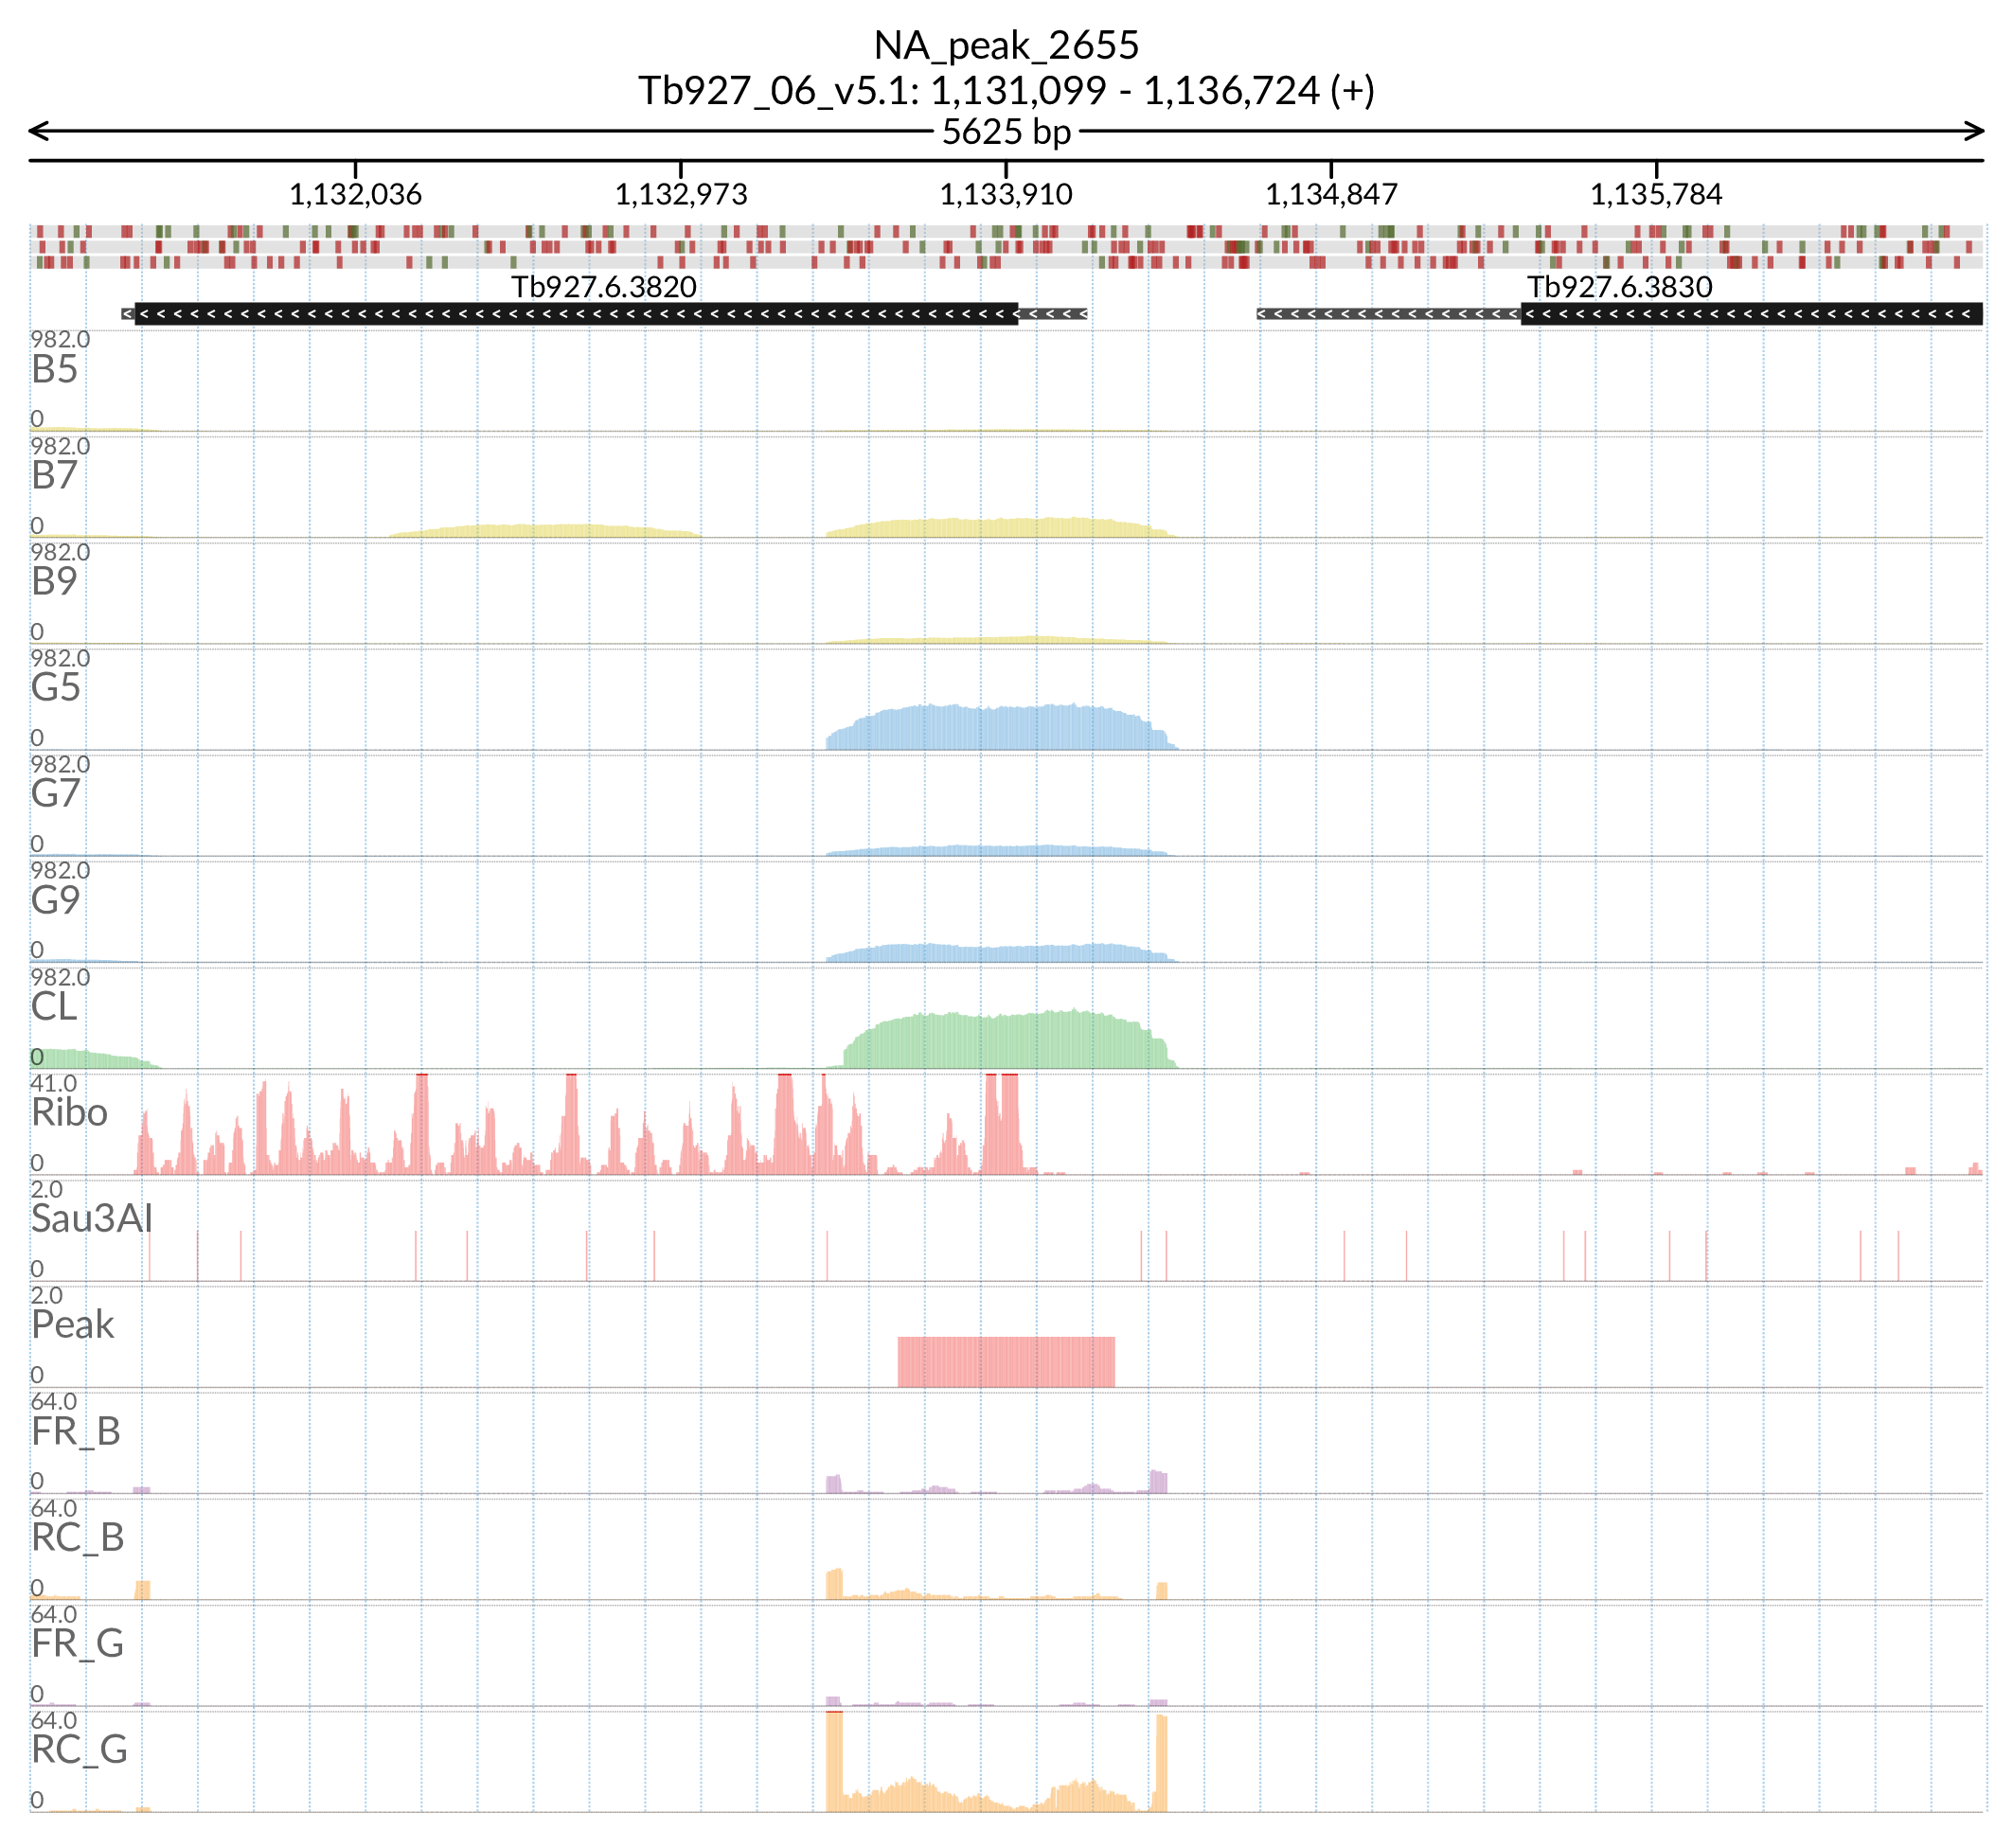 NA_peak_2655
Tb927_06_v5.1: 1,131,099 - 1,136,724 (+)
5625 bp
1,132,036 1,132,973 1,133,910 1,134,847 1,135,784
Tb927.6.3820 Tb927.6.3830
982.0
B5
0
982.0
B7
0
982.0
B9
0
982.0
G5
0
982.0
G7
0
982.0
G9
0
982.0
CL
0
41.0
Ribo
0
2.0
Sau3AI
0
2.0
Peak
0
64.0
FR_B
0
64.0
RC_B
0
64.0
FR_G
0
64.0
RC_G
0